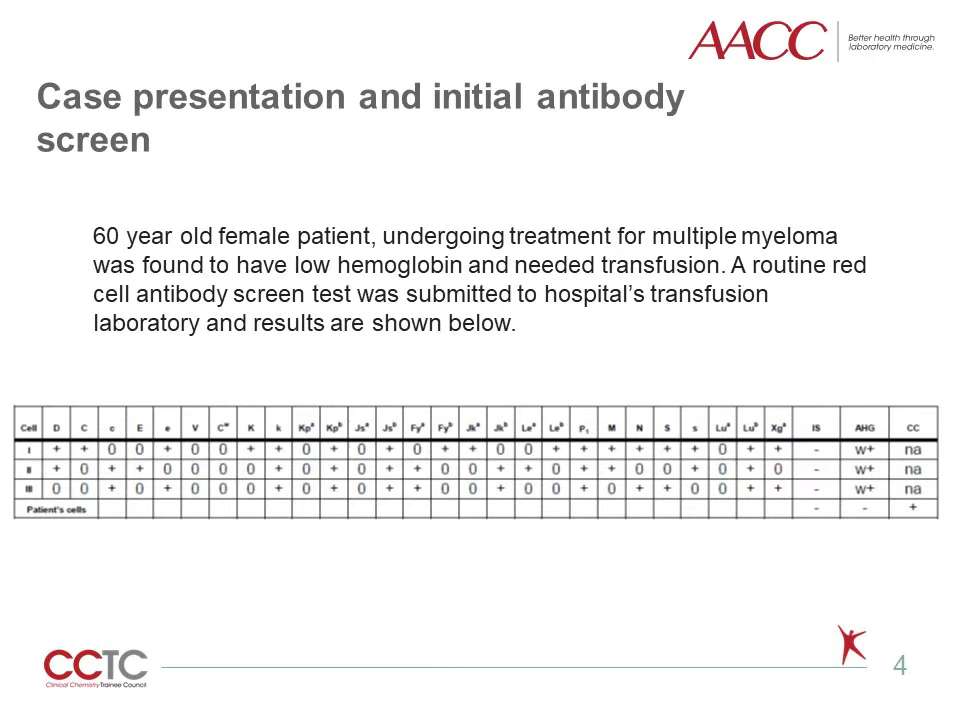 AACC
Better health through
laboratory medicine.
Case presentation and initial antibody
screen
60 year old female patient, undergoing treatment for multiple myeloma
was found to have low hemoglobin and needed transfusion. A routine red
cell antibody screen test was submitted to hospital’s transfusion
laboratory and results are shown below.
Cell D C c E e V Cʷ K k Kpᵃ Kpᵇ Jsᵃ Jsᵇ Fyᵃ Fyᵇ Jkᵃ Jkᵇ Leᵃ Leᵇ P₁ M N S s Luᵃ Luᵇ Xgᵃ IS AHG CC
I + + 0 0 + 0 0 + + 0 + 0 + 0 + + 0 0 + + + + + + 0 + + - w+ na
II + 0 + + 0 0 0 0 + 0 + 0 + + 0 0 + + 0 + + 0 0 + 0 + 0 - w+ na
III 0 0 + 0 + 0 0 0 + 0 + 0 + + 0 0 + 0 0 + 0 + + 0 0 + + - w+ na
Patient's cells - - +
CCTC
Clinical Chemistry Trainee Council
4